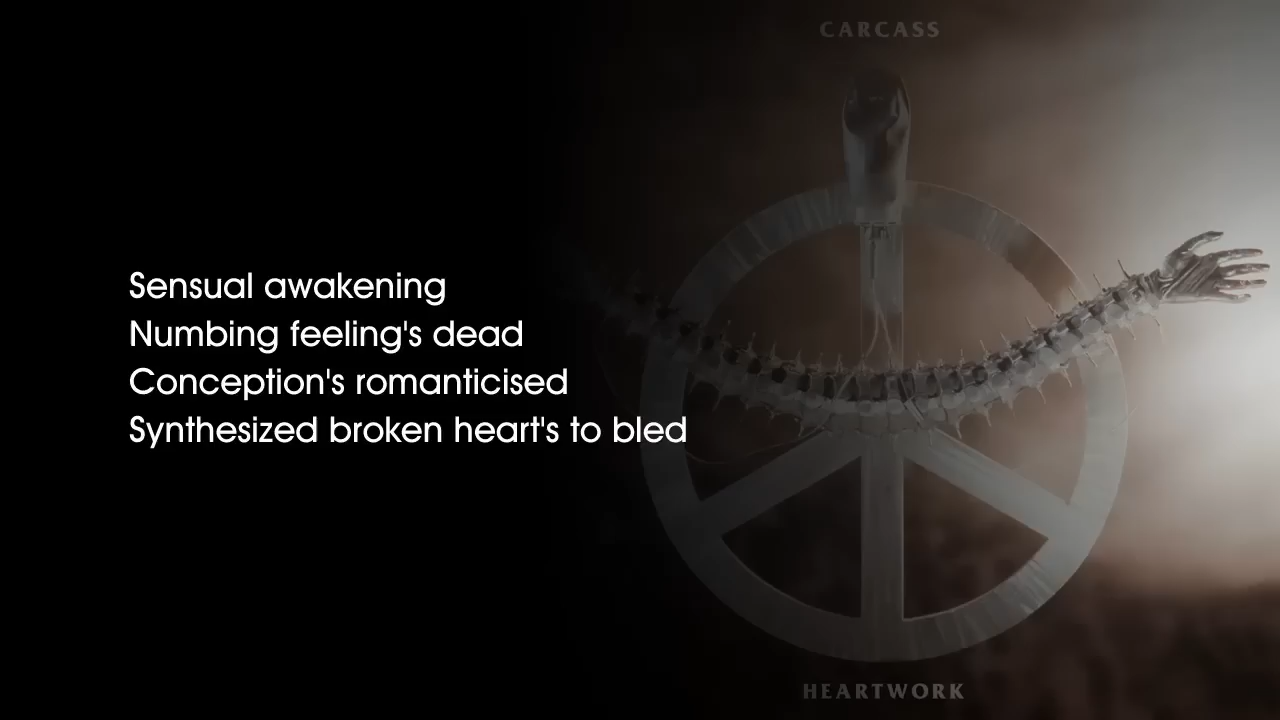 CARCASS
Sensual awakening
Numbing feeling's dead
Conception's romanticised
Synthesized broken heart's to bled
HEARTWORK